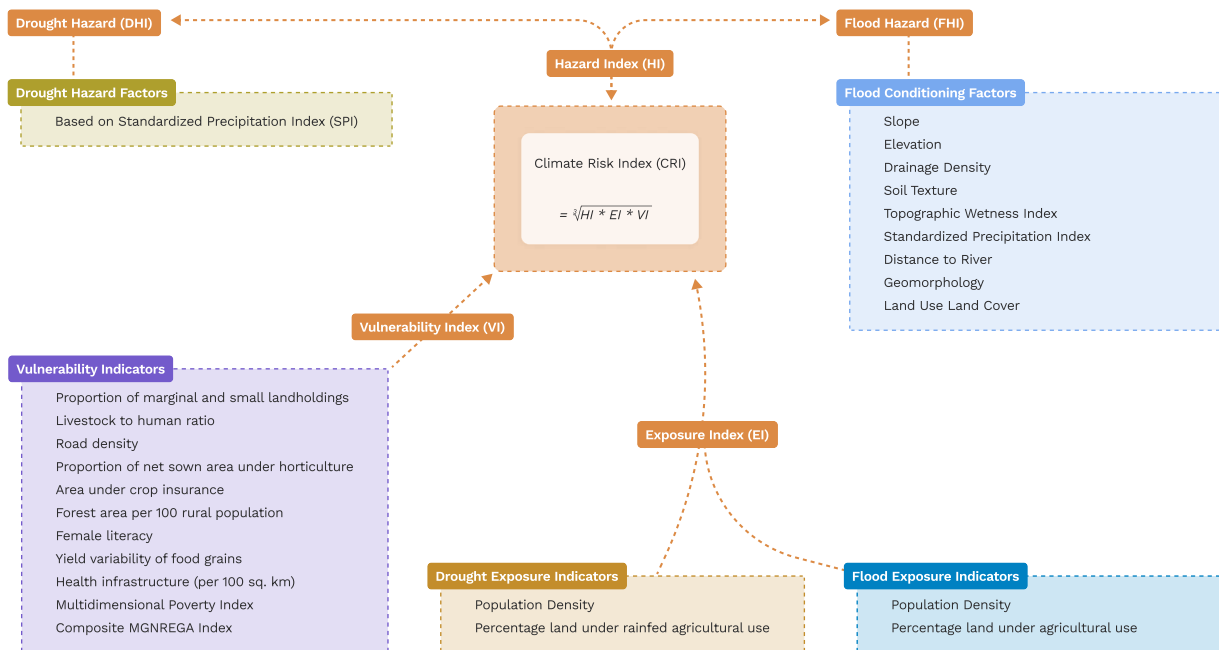 Drought Hazard (DHI)
Flood Hazard (FHI)
Hazard Index (HI)
Drought Hazard Factors
Based on Standardized Precipitation Index (SPI)
Flood Conditioning Factors
Slope
Elevation
Drainage Density
Soil Texture
Topographic Wetness Index
Standardized Precipitation Index
Distance to River
Geomorphology
Land Use Land Cover
Climate Risk Index (CRI)
= ∛HI * EI * VI
Vulnerability Index (VI)
Vulnerability Indicators
Proportion of marginal and small landholdings
Livestock to human ratio
Road density
Proportion of net sown area under horticulture
Area under crop insurance
Forest area per 100 rural population
Female literacy
Yield variability of food grains
Health infrastructure (per 100 sq. km)
Multidimensional Poverty Index
Composite MGNREGA Index
Exposure Index (EI)
Drought Exposure Indicators
Population Density
Percentage land under rainfed agricultural use
Flood Exposure Indicators
Population Density
Percentage land under agricultural use